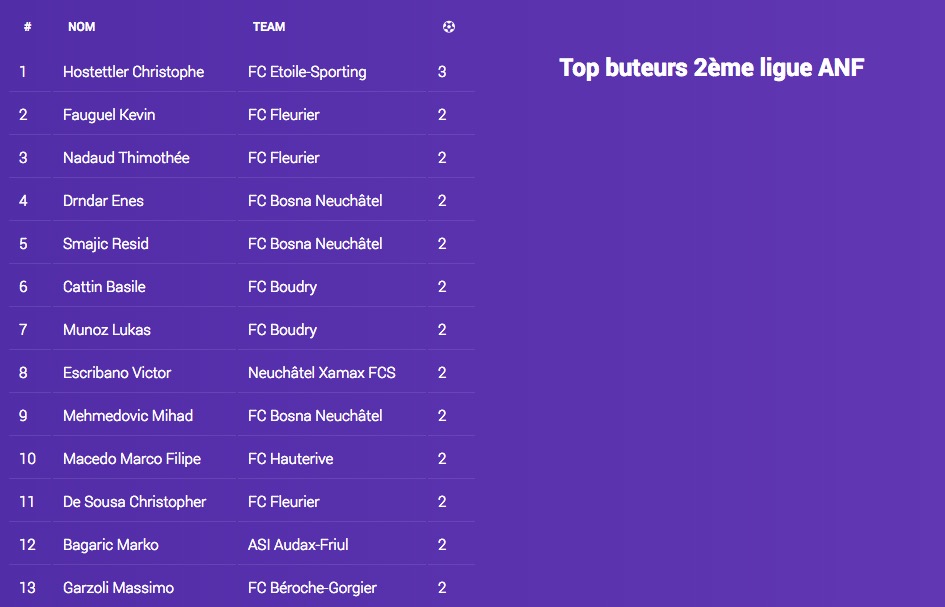 # NOM TEAM ⚽
1 Hostettler Christophe FC Etoile-Sporting 3
Top buteurs 2ème ligue ANF
2 Fauguel Kevin FC Fleurier 2
3 Nadaud Thimothée FC Fleurier 2
4 Drndar Enes FC Bosna Neuchâtel 2
5 Smajic Resid FC Bosna Neuchâtel 2
6 Cattin Basile FC Boudry 2
7 Munoz Lukas FC Boudry 2
8 Escribano Victor Neuchâtel Xamax FCS 2
9 Mehmedovic Mihad FC Bosna Neuchâtel 2
10 Macedo Marco Filipe FC Hauterive 2
11 De Sousa Christopher FC Fleurier 2
12 Bagaric Marko ASI Audax-Friul 2
13 Garzoli Massimo FC Béroche-Gorgier 2